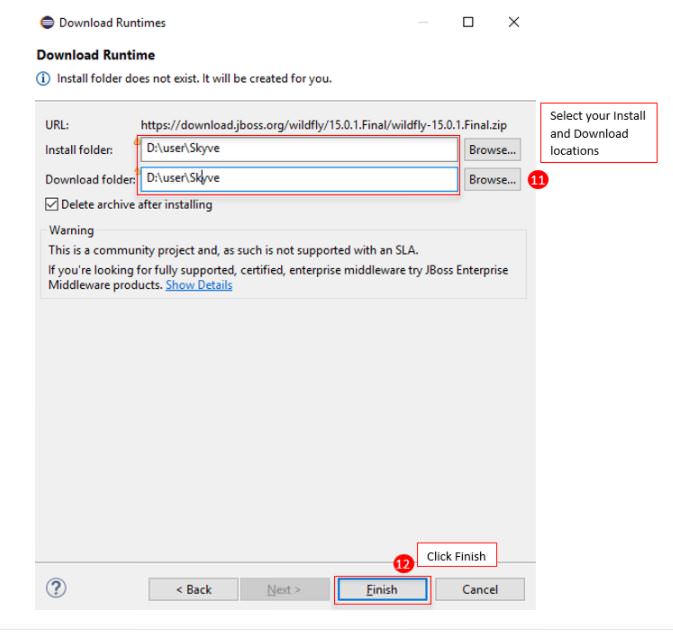 Download Runtimes
Download Runtime
Install folder does not exist. It will be created for you.
URL: https://download.jboss.org/wildfly/15.0.1.Final/wildfly-15.0.1.Final.zip
Install folder: D:\user\Skyve Browse...
Download folder: D:\user\Skyve Browse...
Select your Install
and Download
locations
11
Delete archive after installing
Warning
This is a community project and, as such is not supported with an SLA.
If you're looking for fully supported, certified, enterprise middleware try JBoss Enterprise
Middleware products. Show Details
Click Finish
12
? < Back Next > Finish Cancel